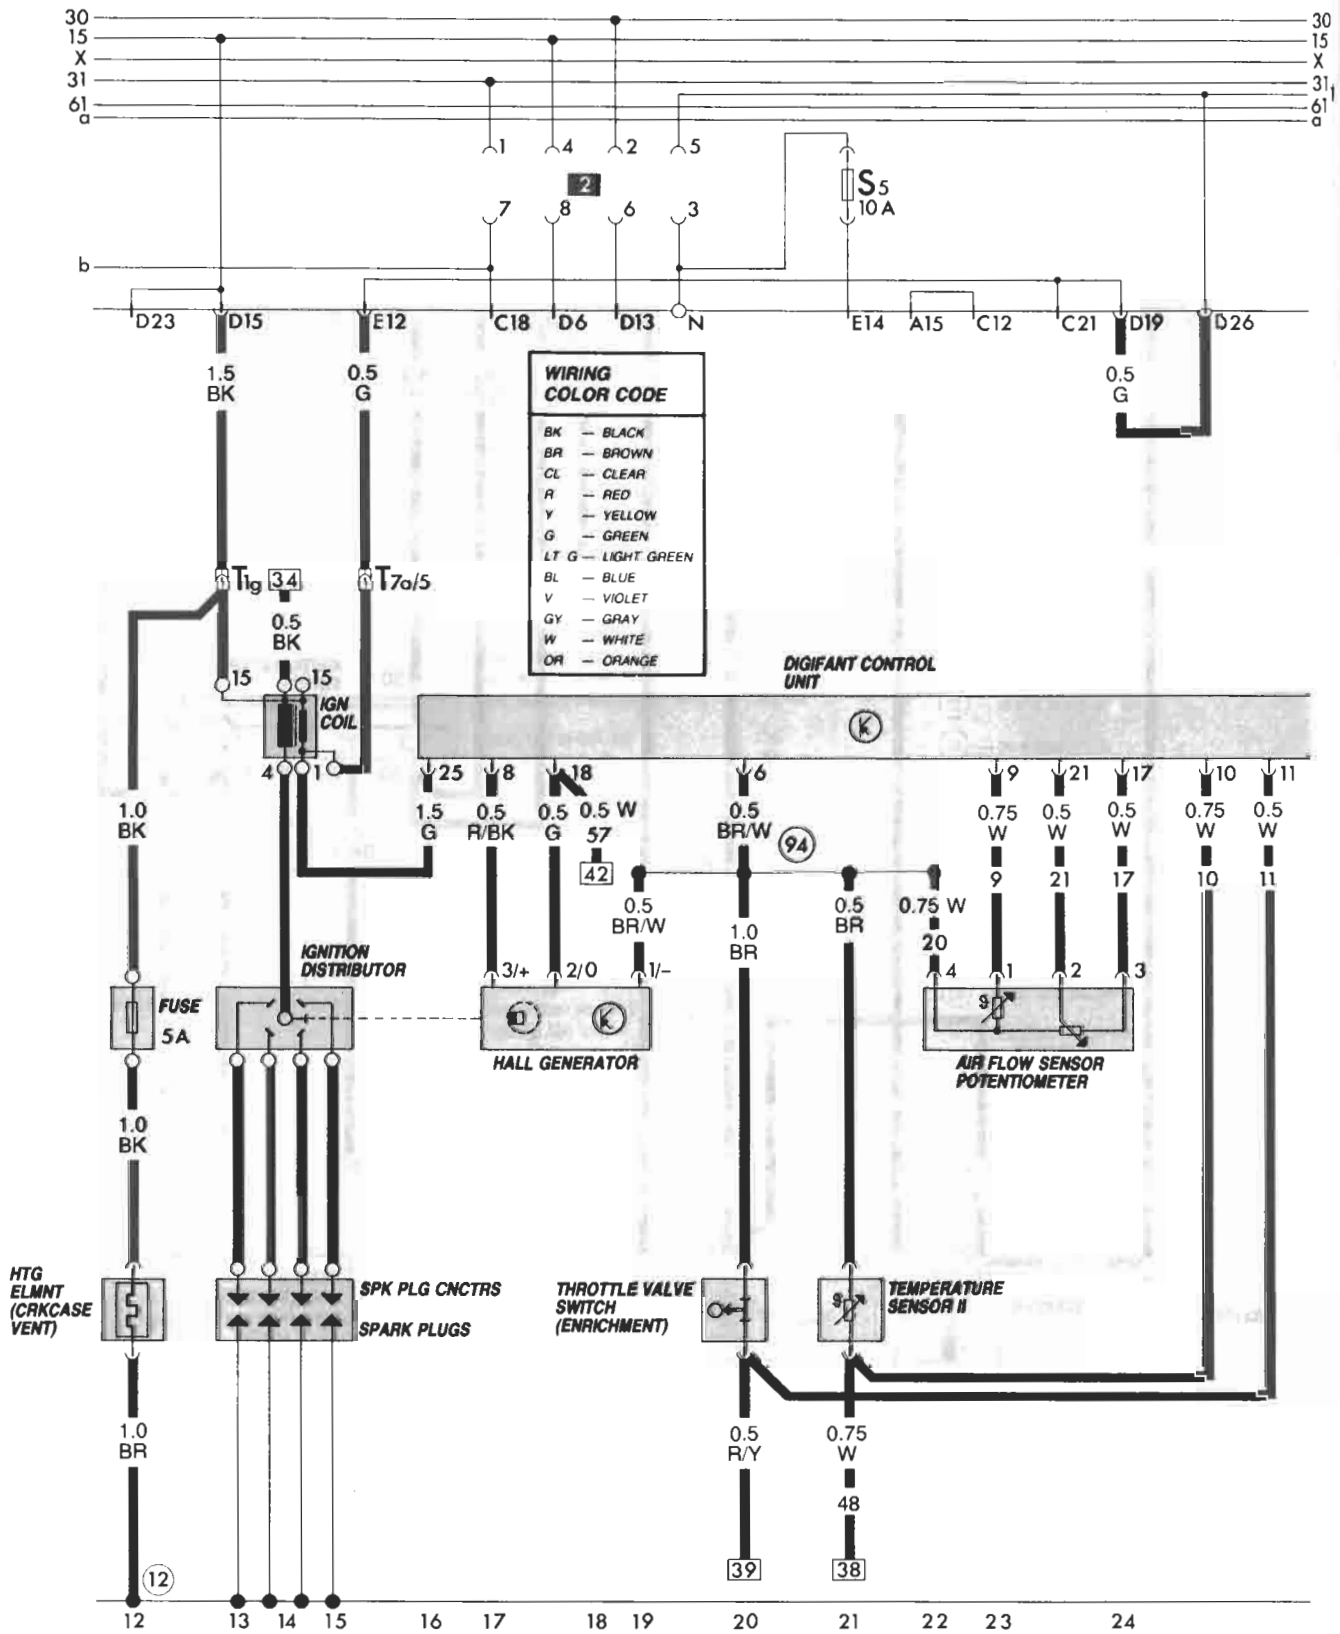 30 30
15 15
X X
31 31
61 61
a a
1 4 2 5
2
S5
10 A
7 8 6 3
b
D23 D15 E12 C18 D6 D13 N E14 A15 C12 C21 D19 D26
1.5
BK
0.5
G
0.5
G
WIRING
COLOR CODE
BK — BLACK
BR — BROWN
CL — CLEAR
R — RED
Y — YELLOW
G — GREEN
LT G — LIGHT GREEN
BL — BLUE
V — VIOLET
GY — GRAY
W — WHITE
OR — ORANGE
T1g 34 T7a/5
0.5
BK
15 15
IGN
COIL
DIGIFANT CONTROL
UNIT
4 1 25 8 18 6 9 21 17 10 11
1.0
BK
1.5
G
0.5
R/BK
0.5
G
0.5 W
57
42
0.5
BR/W
94
0.75
W
0.5
W
0.5
W
0.75
W
0.5
W
9 21 17 10 11
0.5
BR/W
1.0
BR
0.5
BR
0.75 W
20
IGNITION
DISTRIBUTOR
3/+ 2/0 1/– 4 1 2 3
FUSE
5A
HALL GENERATOR
AIR FLOW SENSOR
POTENTIOMETER
1.0
BK
HTG
ELMNT
(CRKCASE
VENT)
SPK PLG CNCTRS
SPARK PLUGS
THROTTLE VALVE
SWITCH
(ENRICHMENT)
TEMPERATURE
SENSOR II
1.0
BR
0.5
R/Y
0.75
W
48
39 38
12
12 13 14 15 16 17 18 19 20 21 22 23 24